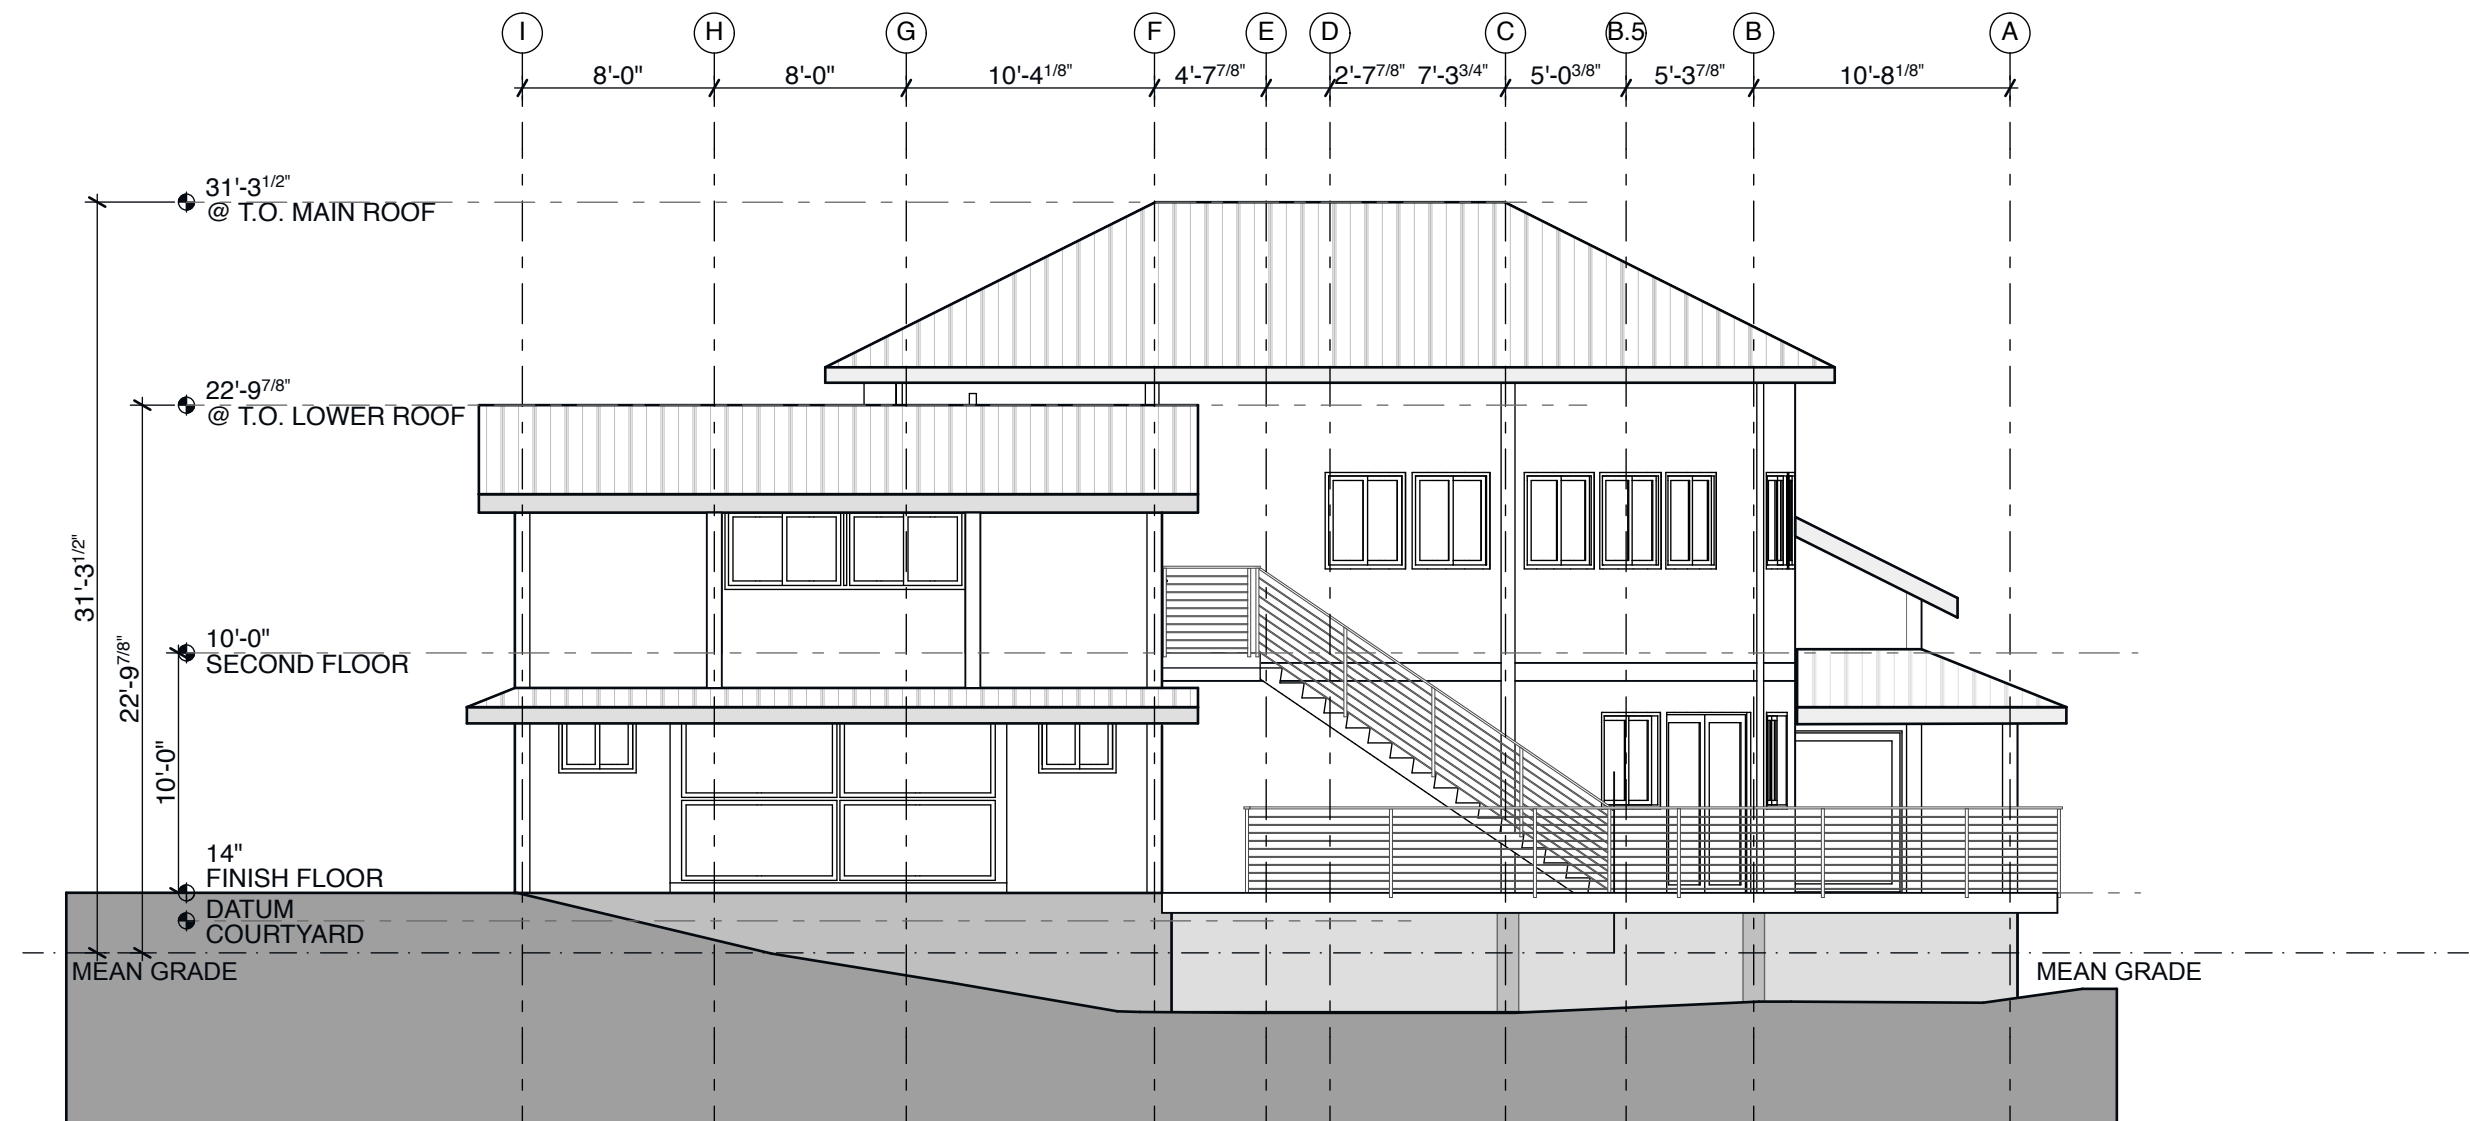 I H G F E D C B.5 B A
8'-0" 8'-0" 10'-4 1/8" 4'-7 7/8" 2'-7 7/8" 7'-3 3/4" 5'-0 3/8" 5'-3 7/8" 10'-8 1/8"
31'-3 1/2"
@ T.O. MAIN ROOF
22'-9 7/8"
@ T.O. LOWER ROOF
31'-3 1/2"
22'-9 7/8"
10'-0"
10'-0"
SECOND FLOOR
14"
FINISH FLOOR
DATUM
COURTYARD
MEAN GRADE
MEAN GRADE